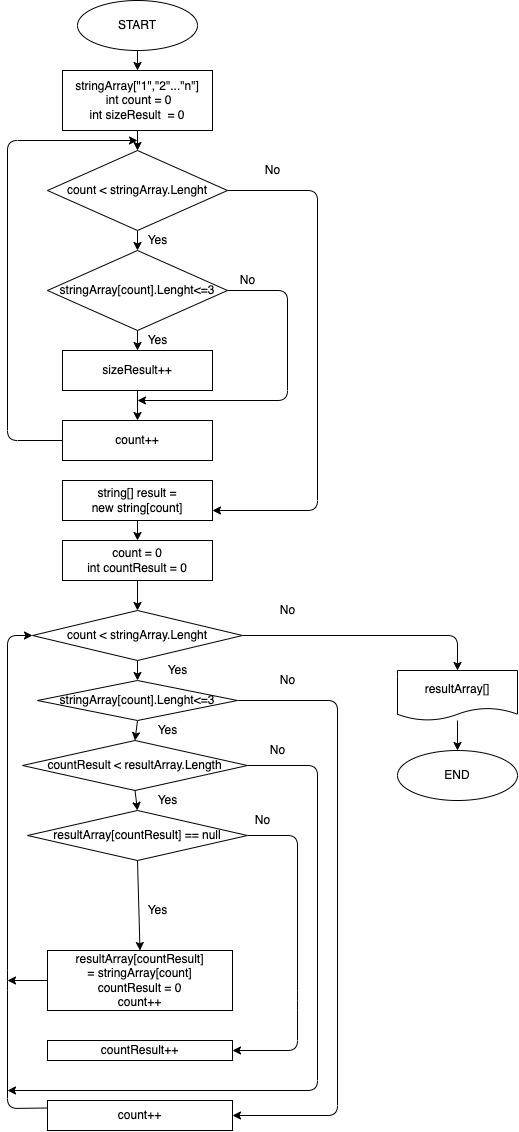 START
stringArray["1","2"..."n"]
int count = 0
int sizeResult  = 0
count < stringArray.Lenght
No
Yes
stringArray[count].Lenght<=3
No
Yes
sizeResult++
count++
string[] result =
new string[count]
count = 0
int countResult = 0
count < stringArray.Lenght
No
Yes
resultArray[]
stringArray[count].Lenght<=3
No
Yes
countResult < resultArray.Length
No
END
Yes
resultArray[countResult] == null
No
Yes
resultArray[countResult]
= stringArray[count]
countResult = 0
count++
countResult++
count++